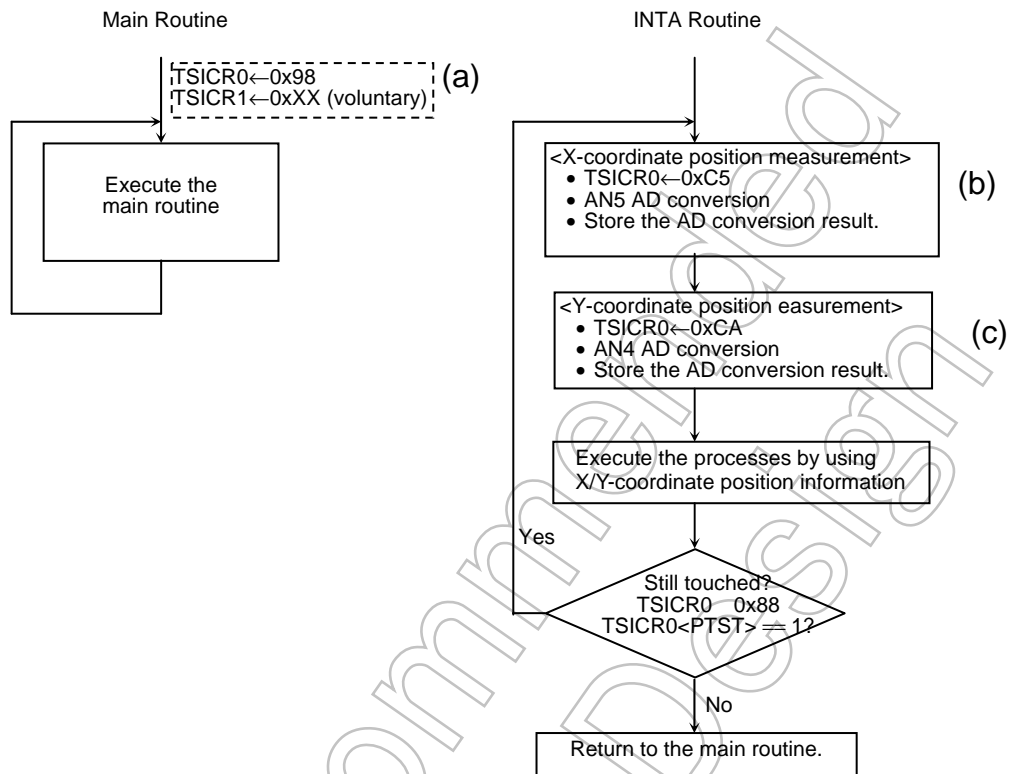 Main Routine
TSICR0←0x98
TSICR1←0xXX (voluntary)
(a)
Execute the
main routine
INTA Routine
<X-coordinate position measurement>
• TSICR0←0xC5
• AN5 AD conversion
• Store the AD conversion result.
(b)
<Y-coordinate position easurement>
• TSICR0←0xCA
• AN4 AD conversion
• Store the AD conversion result.
(c)
Execute the processes by using
X/Y-coordinate position information
Yes
Still touched?
TSICR0 0x88
TSICR0<PTST> == 1?
No
Return to the main routine.
ommended
Design